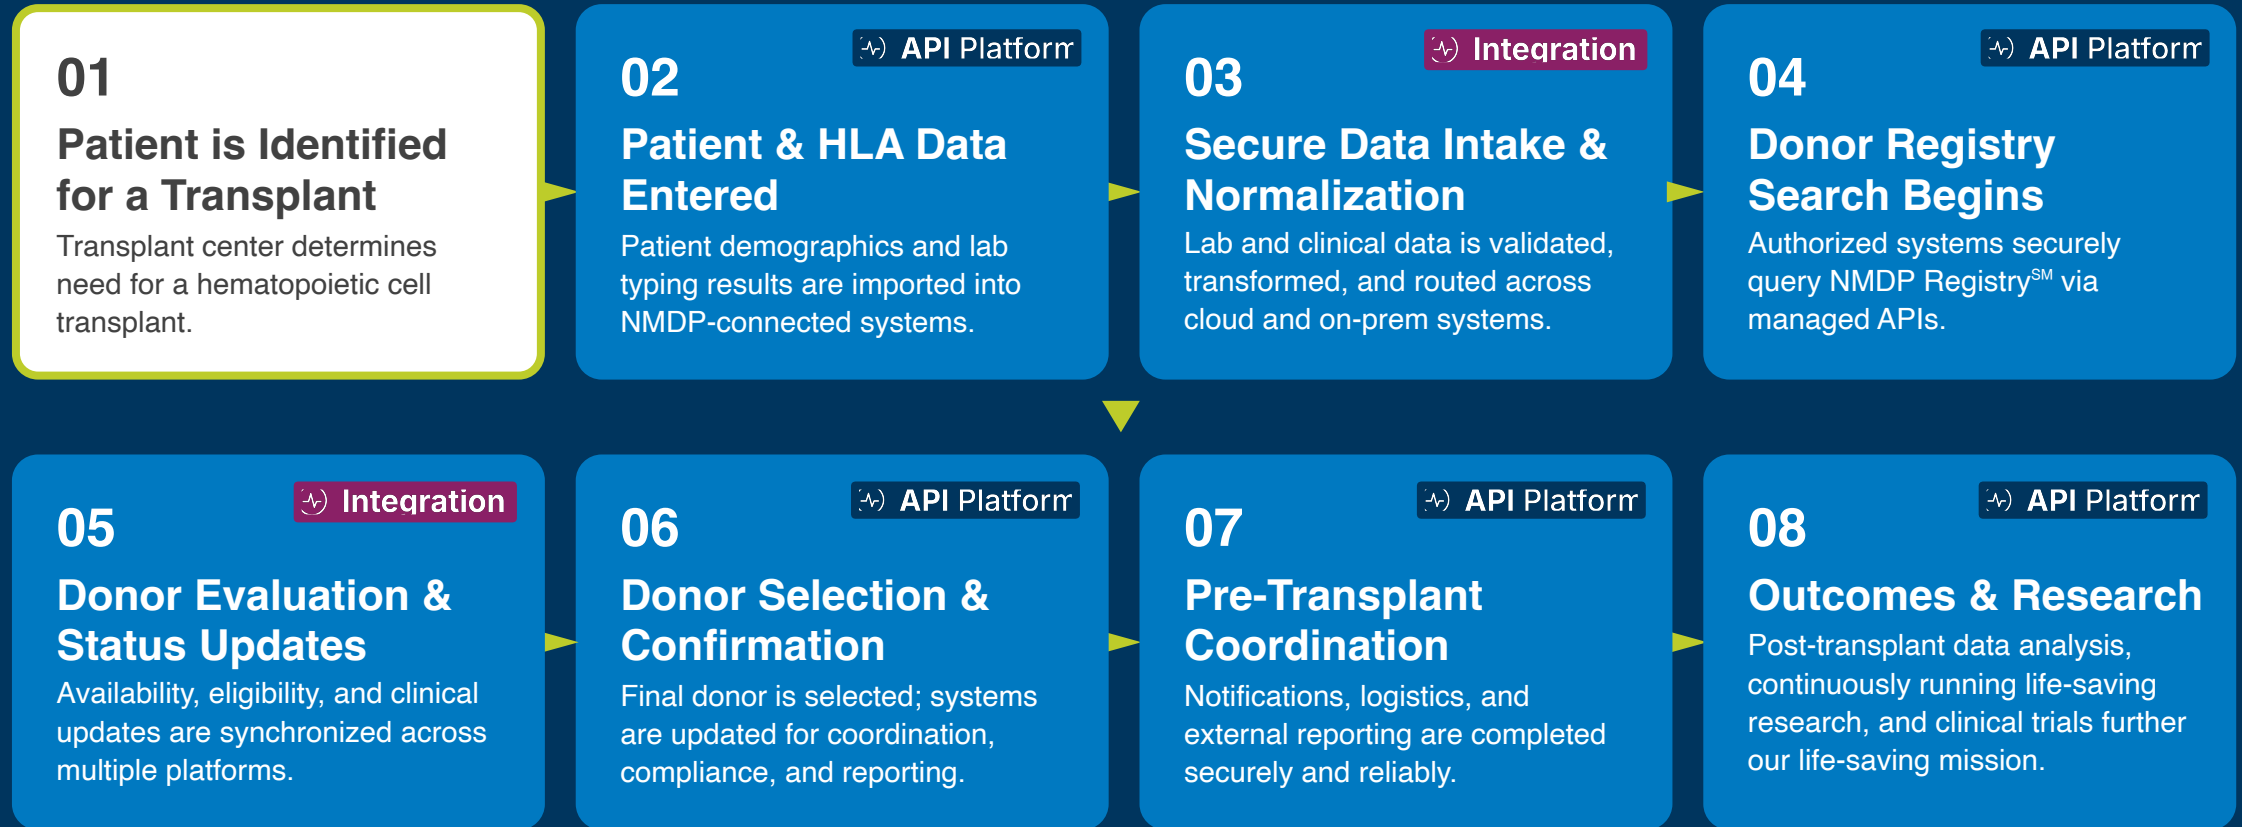 01
Patient is Identified
for a Transplant
Transplant center determines
need for a hematopoietic cell
transplant.
API Platform
02
Patient & HLA Data
Entered
Patient demographics and lab
typing results are imported into
NMDP-connected systems.
Integration
03
Secure Data Intake &
Normalization
Lab and clinical data is validated,
transformed, and routed across
cloud and on-prem systems.
API Platform
04
Donor Registry
Search Begins
Authorized systems securely
query NMDP Registry℠ via
managed APIs.
Integration
05
Donor Evaluation &
Status Updates
Availability, eligibility, and clinical
updates are synchronized across
multiple platforms.
API Platform
06
Donor Selection &
Confirmation
Final donor is selected; systems
are updated for coordination,
compliance, and reporting.
API Platform
07
Pre-Transplant
Coordination
Notifications, logistics, and
external reporting are completed
securely and reliably.
API Platform
08
Outcomes & Research
Post-transplant data analysis,
continuously running life-saving
research, and clinical trials further
our life-saving mission.